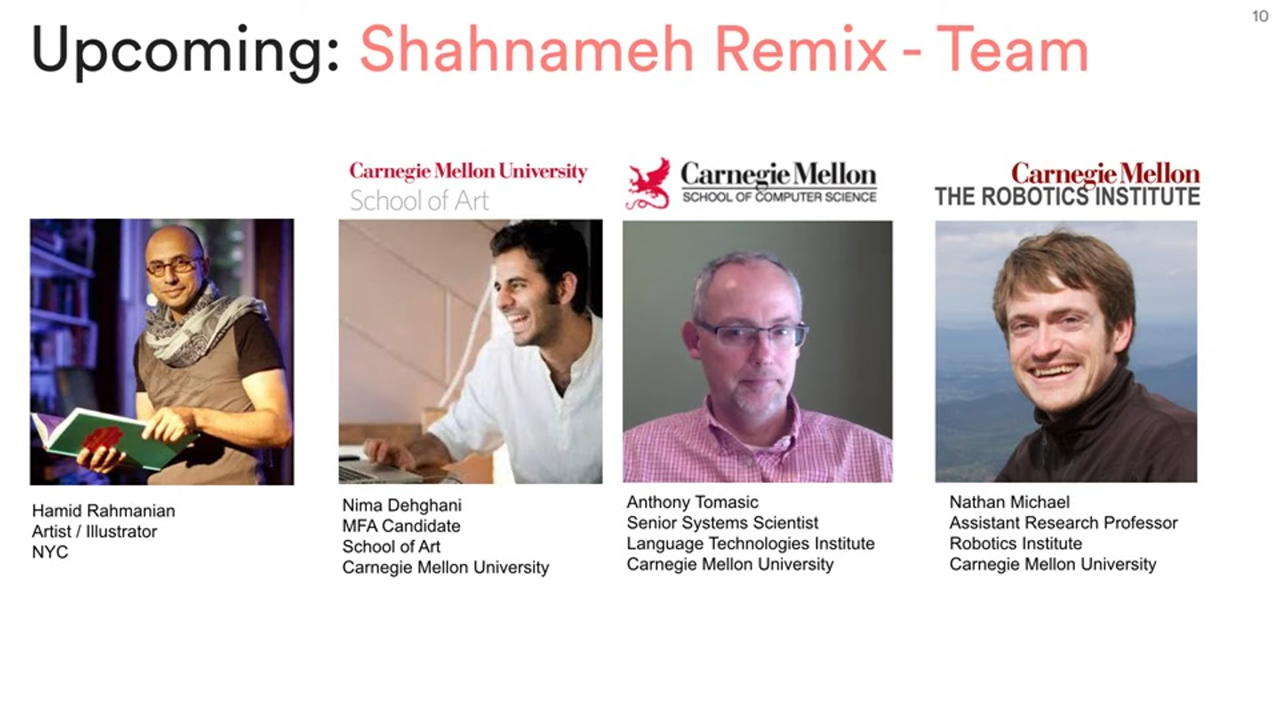 10
Upcoming: Shahnameh Remix - Team
Carnegie Mellon University
School of Art
Carnegie Mellon
SCHOOL OF COMPUTER SCIENCE
Carnegie Mellon
THE ROBOTICS INSTITUTE
Hamid Rahmanian
Artist / Illustrator
NYC
Nima Dehghani
MFA Candidate
School of Art
Carnegie Mellon University
Anthony Tomasic
Senior Systems Scientist
Language Technologies Institute
Carnegie Mellon University
Nathan Michael
Assistant Research Professor
Robotics Institute
Carnegie Mellon University